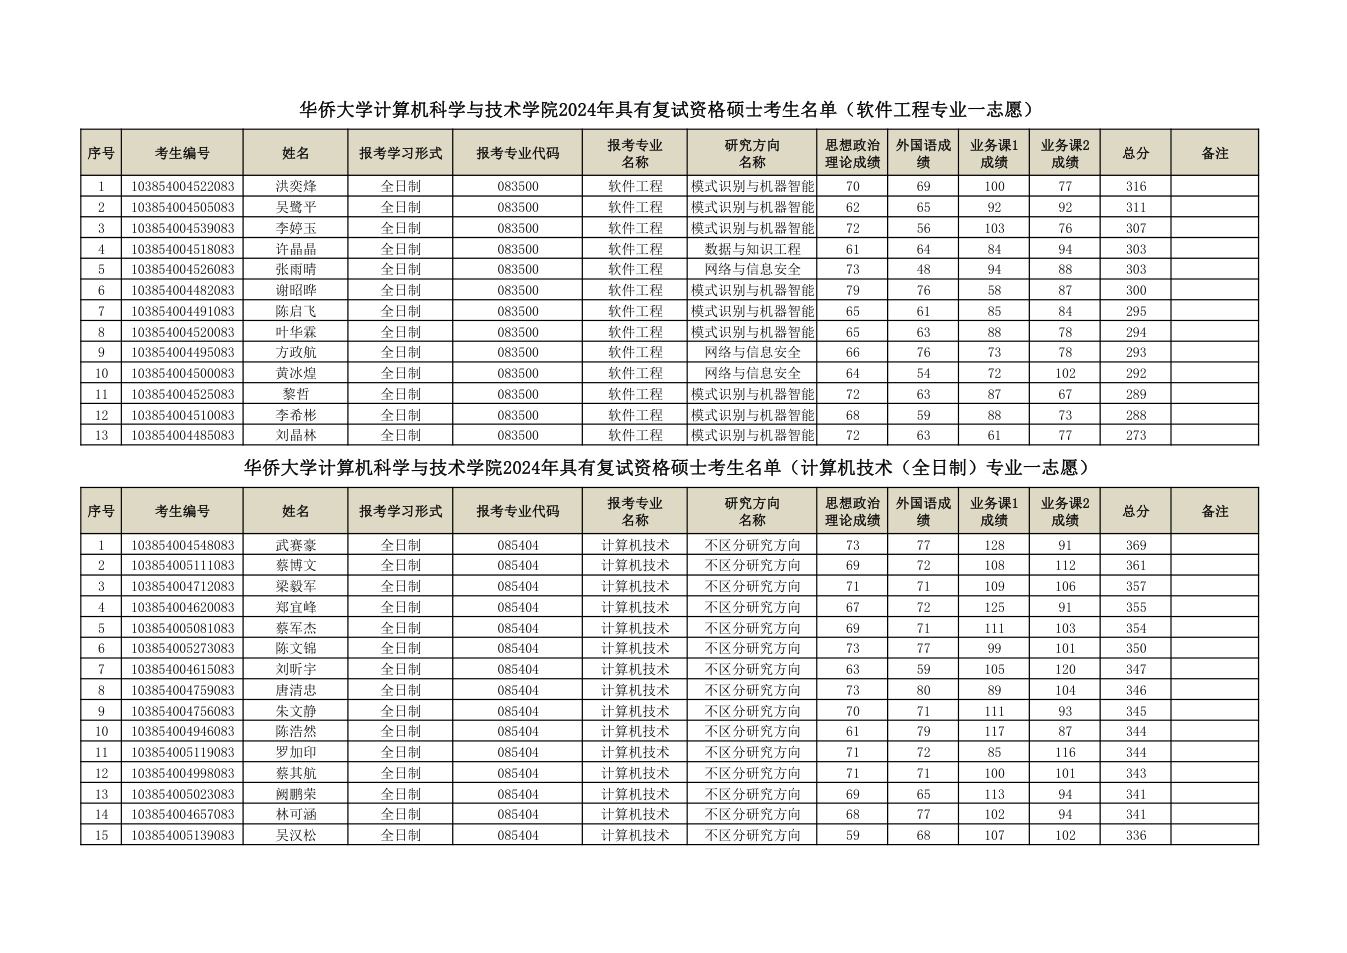 华侨大学计算机科学与技术学院2024年具有复试资格硕士考生名单（软件工程专业一志愿）
序号 考生编号 姓名 报考学习形式 报考专业代码 报考专业名称 研究方向名称 思想政治理论成绩 外国语成绩 业务课1成绩 业务课2成绩 总分 备注
1 103854004522083 洪奕烽 全日制 083500 软件工程 模式识别与机器智能 70 69 100 77 316
2 103854004505083 吴鹭平 全日制 083500 软件工程 模式识别与机器智能 62 65 92 92 311
3 103854004539083 李婷玉 全日制 083500 软件工程 模式识别与机器智能 72 56 103 76 307
4 103854004518083 许晶晶 全日制 083500 软件工程 数据与知识工程 61 64 84 94 303
5 103854004526083 张雨晴 全日制 083500 软件工程 网络与信息安全 73 48 94 88 303
6 103854004482083 谢昭晔 全日制 083500 软件工程 模式识别与机器智能 79 76 58 87 300
7 103854004491083 陈启飞 全日制 083500 软件工程 模式识别与机器智能 65 61 85 84 295
8 103854004520083 叶华霖 全日制 083500 软件工程 模式识别与机器智能 65 63 88 78 294
9 103854004495083 方政航 全日制 083500 软件工程 网络与信息安全 66 76 73 78 293
10 103854004500083 黄冰煌 全日制 083500 软件工程 网络与信息安全 64 54 72 102 292
11 103854004525083 黎哲 全日制 083500 软件工程 模式识别与机器智能 72 63 87 67 289
12 103854004510083 李希彬 全日制 083500 软件工程 模式识别与机器智能 68 59 88 73 288
13 103854004485083 刘晶林 全日制 083500 软件工程 模式识别与机器智能 72 63 61 77 273
华侨大学计算机科学与技术学院2024年具有复试资格硕士考生名单（计算机技术（全日制）专业一志愿）
序号 考生编号 姓名 报考学习形式 报考专业代码 报考专业名称 研究方向名称 思想政治理论成绩 外国语成绩 业务课1成绩 业务课2成绩 总分 备注
1 103854004548083 武赛豪 全日制 085404 计算机技术 不区分研究方向 73 77 128 91 369
2 103854005111083 蔡博文 全日制 085404 计算机技术 不区分研究方向 69 72 108 112 361
3 103854004712083 梁毅军 全日制 085404 计算机技术 不区分研究方向 71 71 109 106 357
4 103854004620083 郑宜峰 全日制 085404 计算机技术 不区分研究方向 67 72 125 91 355
5 103854005081083 蔡军杰 全日制 085404 计算机技术 不区分研究方向 69 71 111 103 354
6 103854005273083 陈文锦 全日制 085404 计算机技术 不区分研究方向 73 77 99 101 350
7 103854004615083 刘昕宇 全日制 085404 计算机技术 不区分研究方向 63 59 105 120 347
8 103854004759083 唐清忠 全日制 085404 计算机技术 不区分研究方向 73 80 89 104 346
9 103854004756083 朱文静 全日制 085404 计算机技术 不区分研究方向 70 71 111 93 345
10 103854004946083 陈浩然 全日制 085404 计算机技术 不区分研究方向 61 79 117 87 344
11 103854005119083 罗加印 全日制 085404 计算机技术 不区分研究方向 71 72 85 116 344
12 103854004998083 蔡其航 全日制 085404 计算机技术 不区分研究方向 71 71 100 101 343
13 103854005023083 阙鹏荣 全日制 085404 计算机技术 不区分研究方向 69 65 113 94 341
14 103854004657083 林可涵 全日制 085404 计算机技术 不区分研究方向 68 77 102 94 341
15 103854005139083 吴汉松 全日制 085404 计算机技术 不区分研究方向 59 68 107 102 336